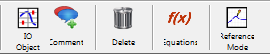 f(x)
IO Object
Comment
Delete
Equations
Reference Mode